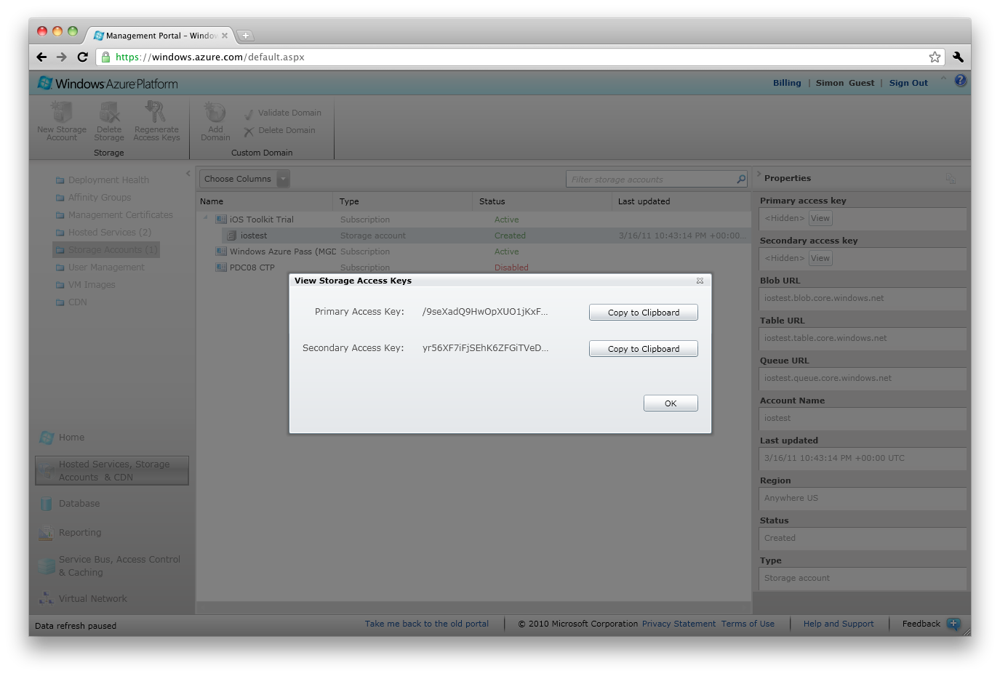 Management Portal - Windo
https://windows.azure.com/default.aspx
Windows Azure Platform
Billing | Simon Guest | Sign Out
New Storage Account
Delete Storage
Regenerate Access Keys
Storage
Add Domain
Validate Domain
Delete Domain
Custom Domain
Deployment Health
Affinity Groups
Management Certificates
Hosted Services (2)
Storage Accounts (1)
User Management
VM Images
CDN
Home
Hosted Services, Storage
Accounts & CDN
Database
Reporting
Service Bus, Access Control
& Caching
Virtual Network
Choose Columns
Filter storage accounts
Name Type Status Last updated
iOS Toolkit Trial Subscription Active
iostest Storage account Created 3/16/11 10:43:14 PM +00:00...
Windows Azure Pass (MGD Subscription Active
PDC08 CTP Subscription Disabled
View Storage Access Keys
Primary Access Key: /9seXadQ9HwOpXUO1jKxF... Copy to Clipboard
Secondary Access Key: yr56XF7iFjSEhK6ZFGiTVeD... Copy to Clipboard
OK
Properties
Primary access key
<Hidden> View
Secondary access key
<Hidden> View
Blob URL
iostest.blob.core.windows.net
Table URL
iostest.table.core.windows.net
Queue URL
iostest.queue.core.windows.net
Account Name
iostest
Last updated
3/16/11 10:43:14 PM +00:00 UTC
Region
Anywhere US
Status
Created
Type
Storage account
Data refresh paused
Take me back to the old portal
© 2010 Microsoft Corporation Privacy Statement Terms of Use
Help and Support
Feedback